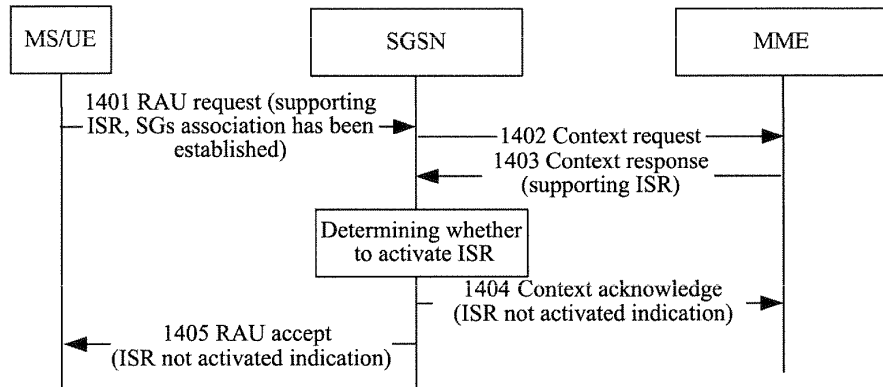 MS/UE
SGSN
MME
1401 RAU request (supporting
ISR, SGs association has been
established)
1402 Context request
1403 Context response
(supporting ISR)
Determining whether
to activate ISR
1404 Context acknowledge
(ISR not activated indication)
1405 RAU accept
(ISR not activated indication)